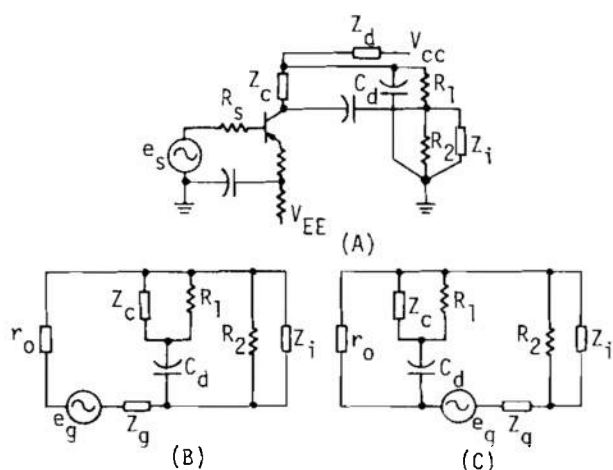 Z_d V_cc
Z_c C_d R_1
R_s
e_s R_2 Z_i
V_EE
(A)
Z_c R_1
r_o R_2 Z_i
C_d
e_g Z_g
(B)
Z_c R_1
r_o R_2 Z_i
C_d
e_g Z_g
(C)